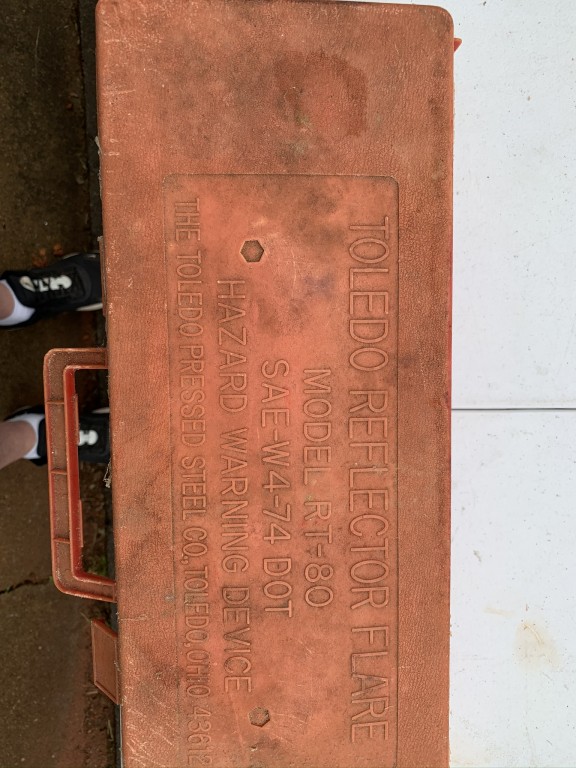 TOLEDO REFLECTOR FLARE
MODEL RT-80
SAE-W4-74 DOT
HAZARD WARNING DEVICE
THE TOLEDO PRESSED STEEL CO., TOLEDO, OHIO 43612